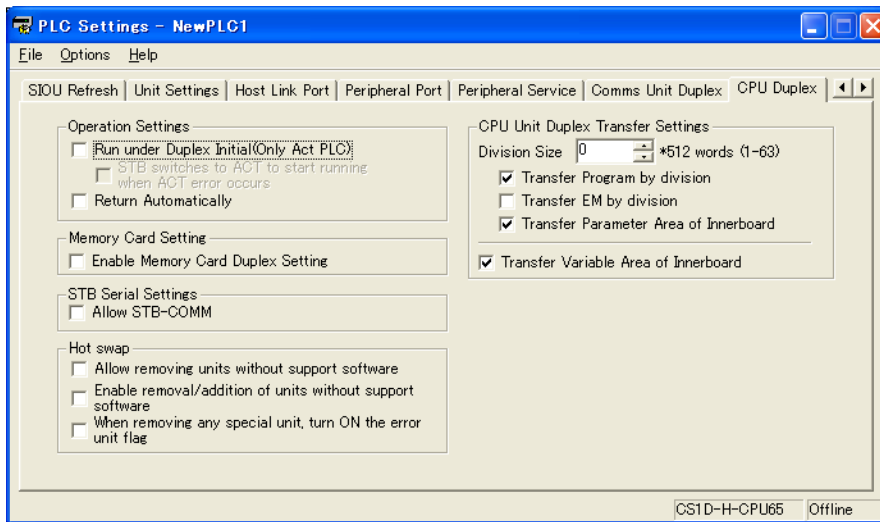 PLC Settings - NewPLC1
File Options Help
SIOU Refresh Unit Settings Host Link Port Peripheral Port Peripheral Service Comms Unit Duplex CPU Duplex
Operation Settings
Run under Duplex Initial(Only Act PLC)
STB switches to ACT to start running
when ACT error occurs
Return Automatically
Memory Card Setting
Enable Memory Card Duplex Setting
STB Serial Settings
Allow STB-COMM
Hot swap
Allow removing units without support software
Enable removal/addition of units without support
software
When removing any special unit, turn ON the error
unit flag
CPU Unit Duplex Transfer Settings
Division Size 0 *512 words (1-63)
Transfer Program by division
Transfer EM by division
Transfer Parameter Area of Innerboard
Transfer Variable Area of Innerboard
CS1D-H-CPU65 Offline